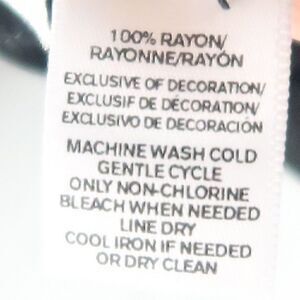 100% RAYON/
RAYONNE/RAYÓN
EXCLUSIVE OF DECORATION/
EXCLUSIF DE DÉCORATION/
EXCLUSIVO DE DECORACIÓN
MACHINE WASH COLD
GENTLE CYCLE
ONLY NON-CHLORINE
BLEACH WHEN NEEDED
LINE DRY
COOL IRON IF NEEDED
OR DRY CLEAN